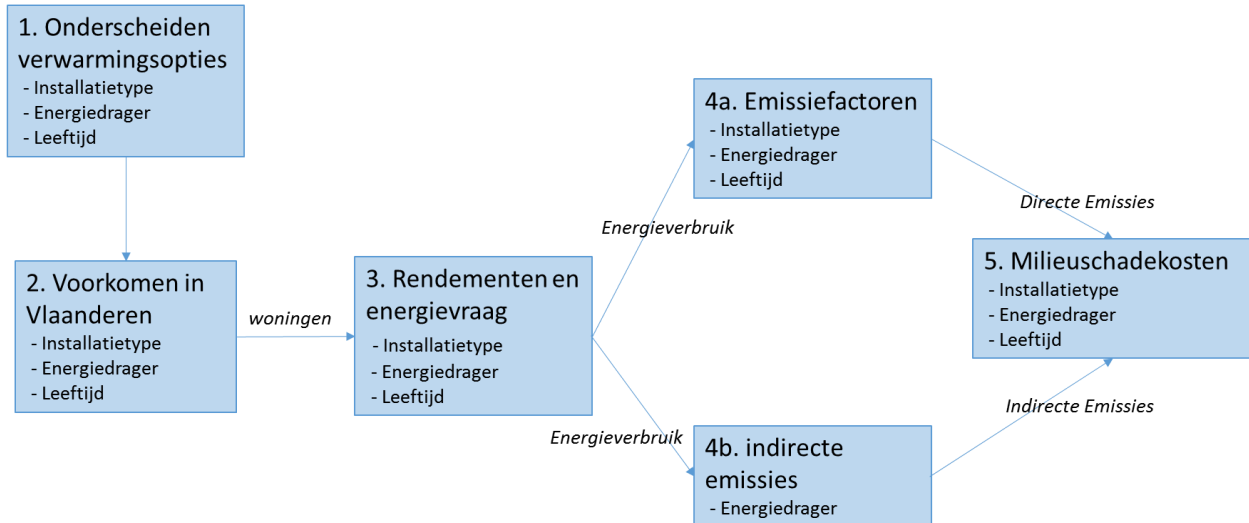 1. Onderscheiden
verwarmingsopties
- Installatietype
- Energiedrager
- Leeftijd
2. Voorkomen in
Vlaanderen
- Installatietype
- Energiedrager
- Leeftijd
woningen
3. Rendementen en
energievraag
- Installatietype
- Energiedrager
- Leeftijd
Energieverbruik
Energieverbruik
4a. Emissiefactoren
- Installatietype
- Energiedrager
- Leeftijd
4b. indirecte
emissies
- Energiedrager
Directe Emissies
Indirecte Emissies
5. Milieuschadekosten
- Installatietype
- Energiedrager
- Leeftijd